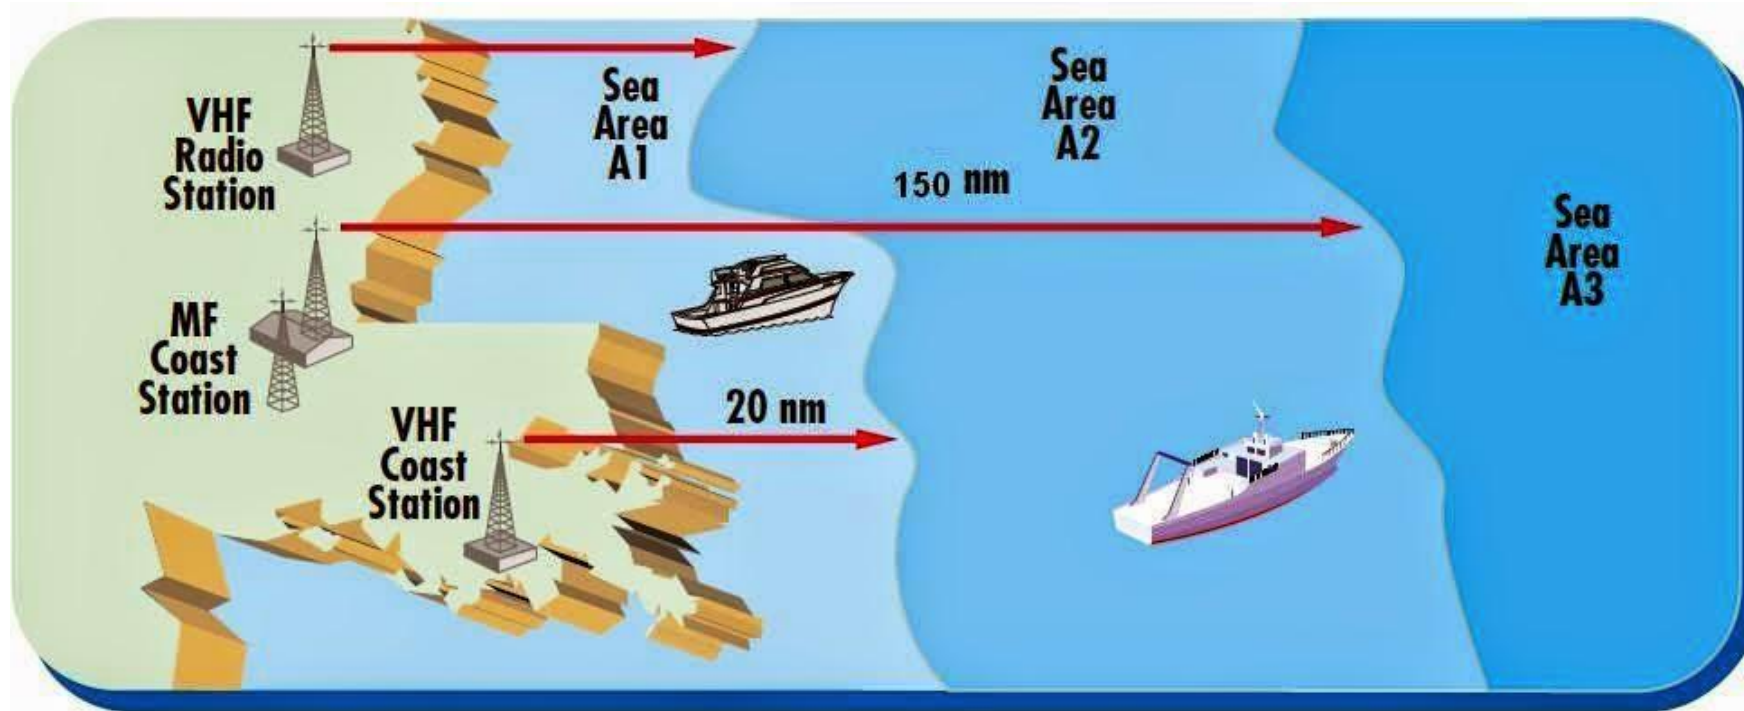 VHF
Radio
Station
Sea
Area
A1
Sea
Area
A2
150 nm
Sea
Area
A3
MF
Coast
Station
VHF
Coast
Station
20 nm